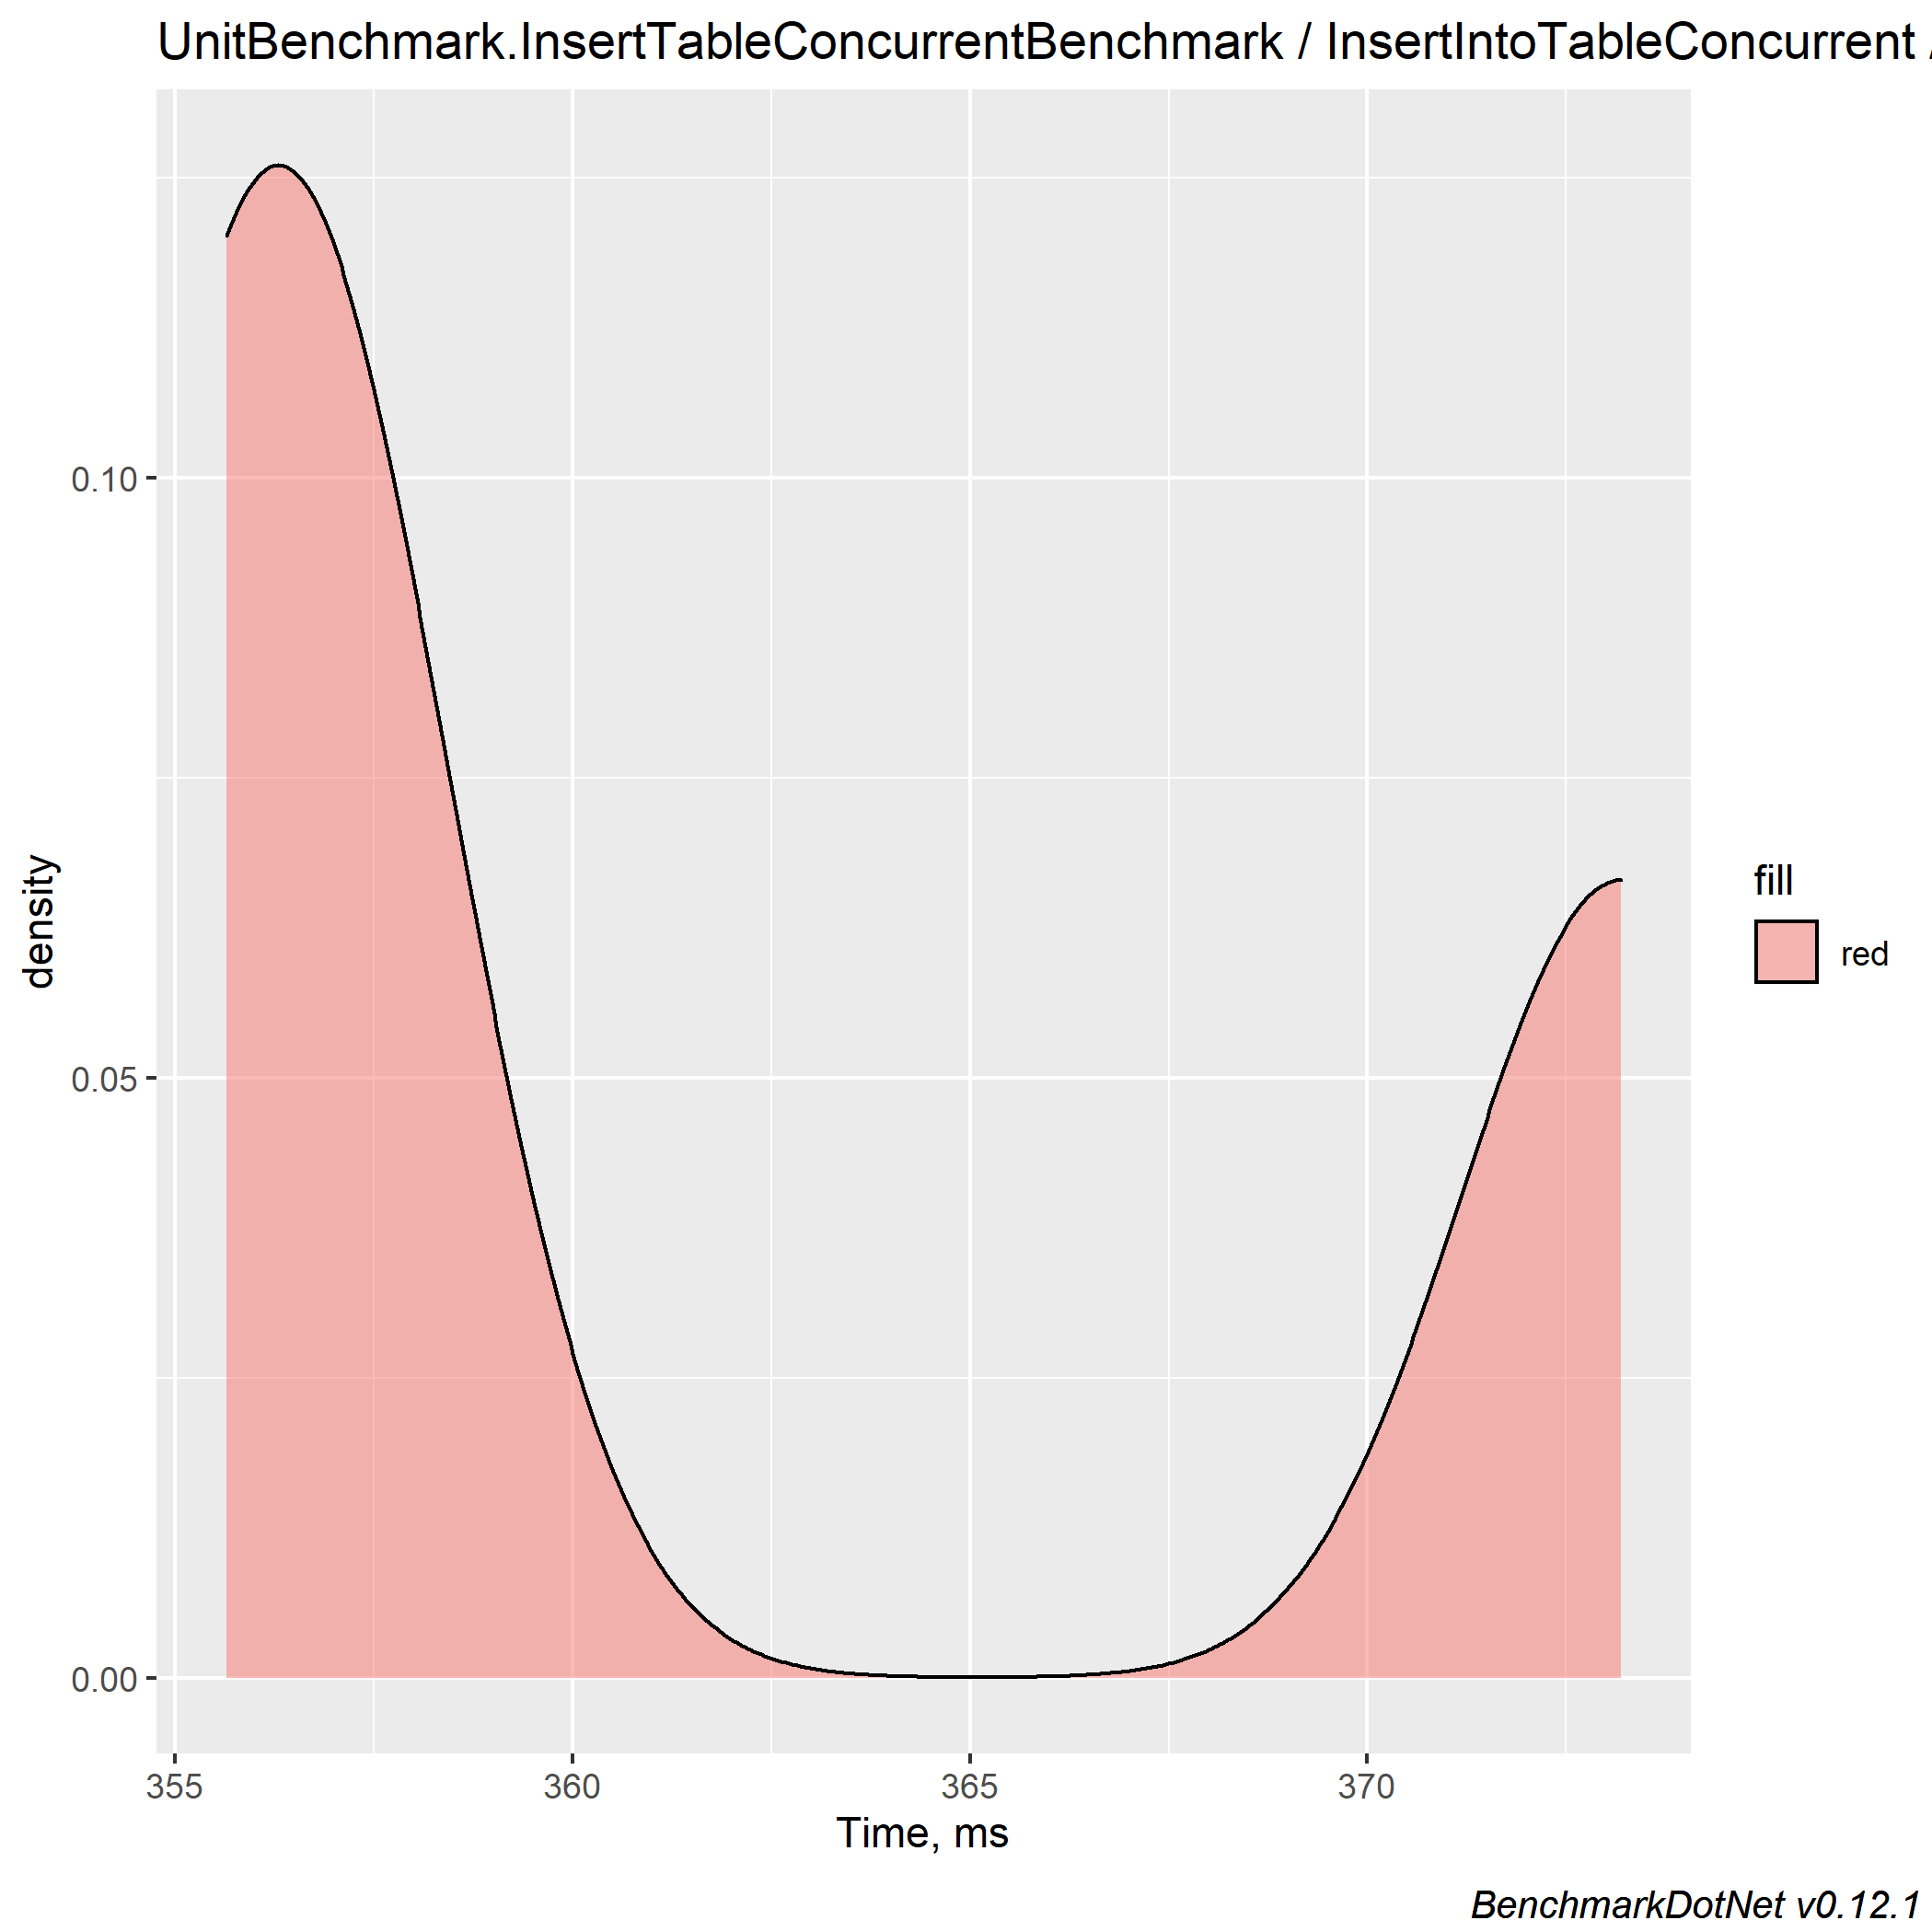 UnitBenchmark.InsertTableConcurrentBenchmark / InsertIntoTableConcurrent /
0.10
0.05
0.00
density
355 360 365 370
Time, ms
fill
red
BenchmarkDotNet v0.12.1